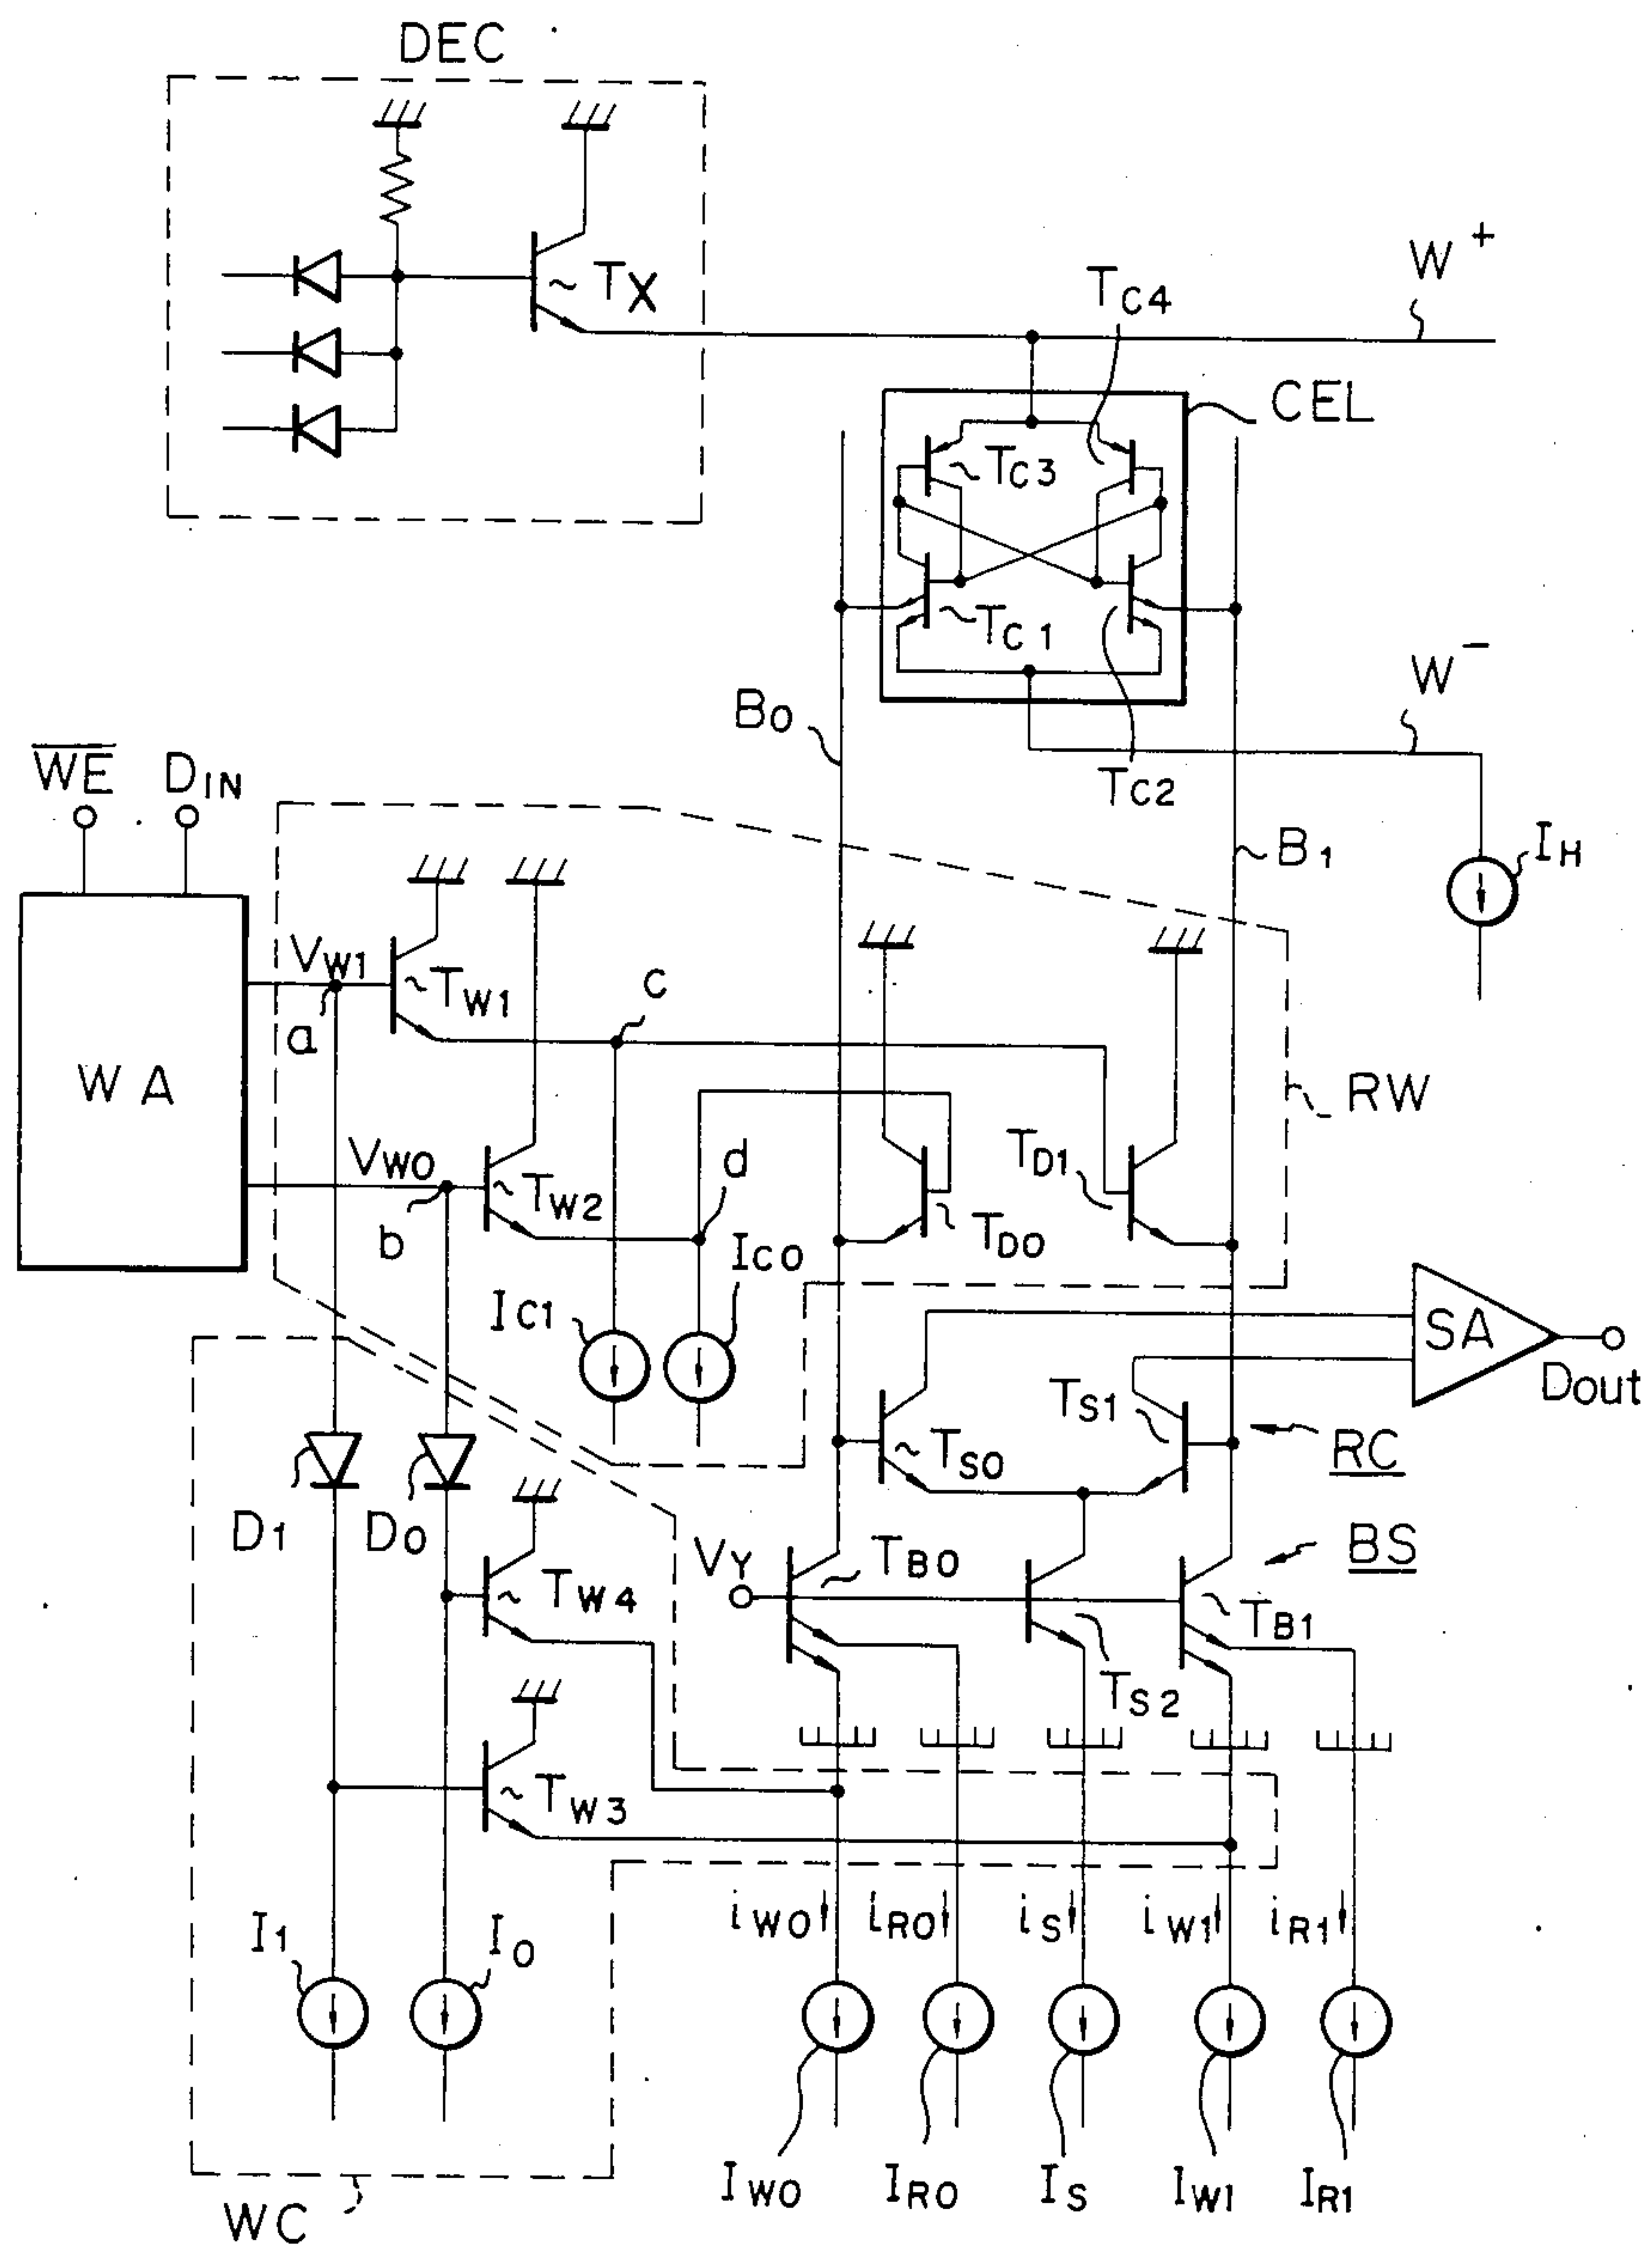 DEC
TX
W+
TC4
CEL
TC3
TC1
W−
B0
TC2
WE DIN
B1
IH
VW1
TW1
c
a
WA
RW
VW0
TW2
d
TD1
b
TD0
IC0
IC1
SA
Dout
TS1
TS0
RC
D1
D0
VY
TB0
BS
TW4
TB1
TS2
TW3
iW0
iR0
iS
iW1
iR1
I1
I0
IW0
IR0
IS
IW1
IR1
WC